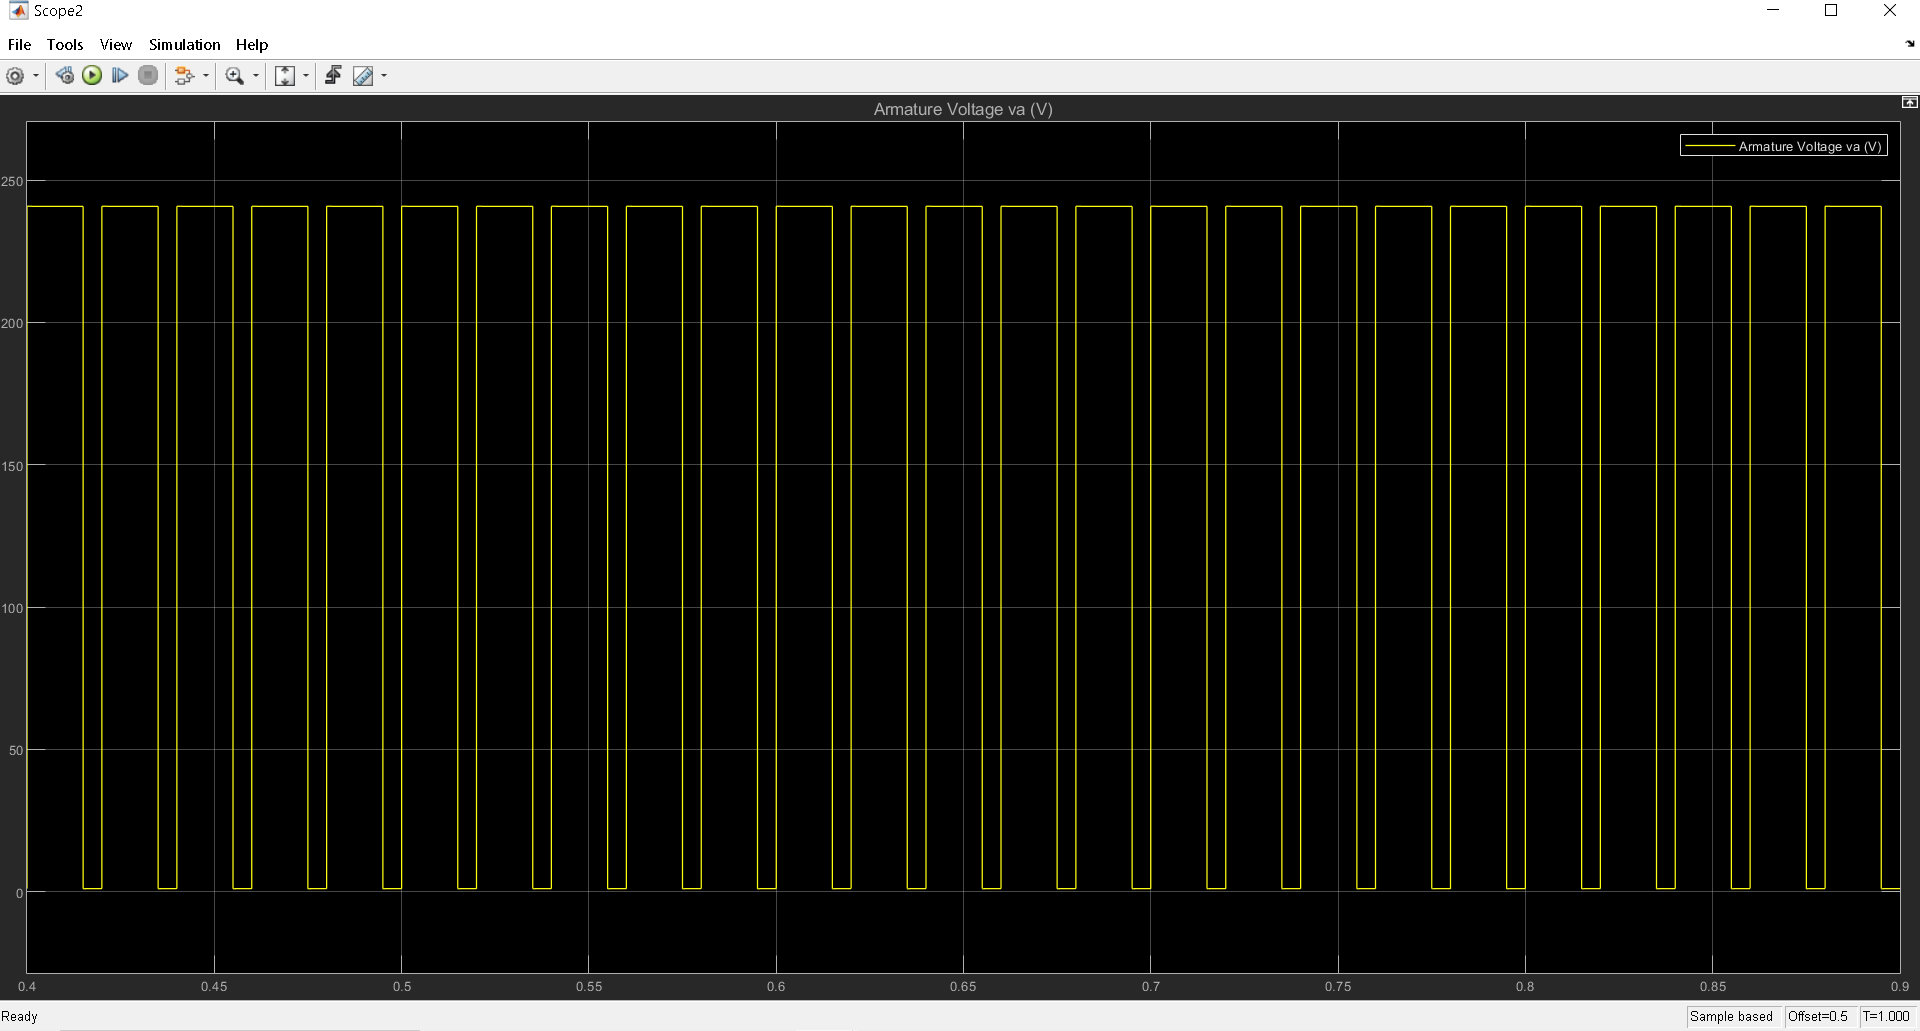 Scope2
File Tools View Simulation Help
Armature Voltage va (V)
Armature Voltage va (V)
250
200
150
100
50
0
0.4 0.45 0.5 0.55 0.6 0.65 0.7 0.75 0.8 0.85 0.9
Ready Sample based Offset=0.5 T=1.000